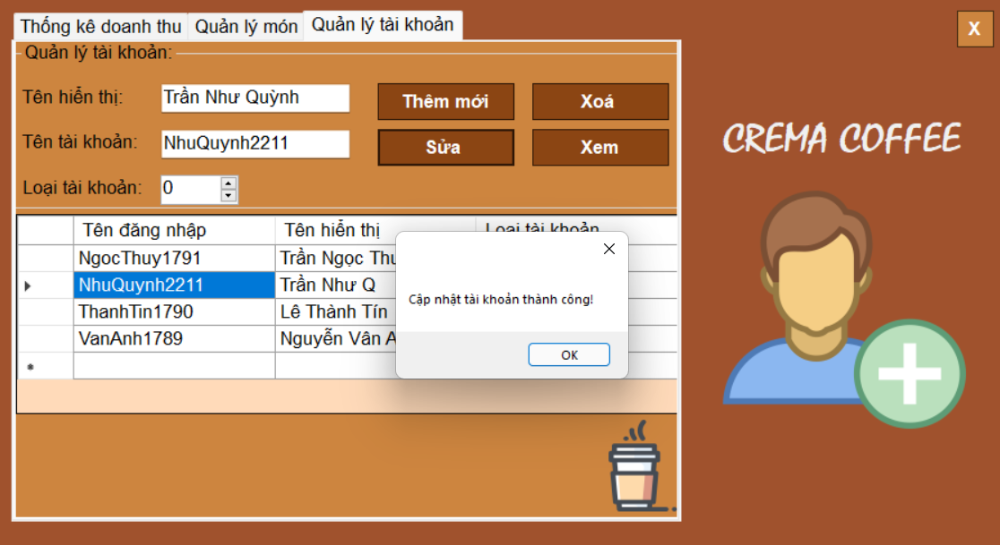 Thống kê doanh thu Quản lý món Quản lý tài khoản
X
Quản lý tài khoản:
Tên hiển thị: Trần Như Quỳnh Thêm mới Xoá
Tên tài khoản: NhuQuynh2211 Sửa Xem
Loại tài khoản: 0
CREMA COFFEE
Tên đăng nhập Tên hiển thị Loại tài khoản
NgocThuy1791 Trần Ngọc
NhuQuynh2211 Trần Như Q
ThanhTin1790 Lê Thành Tín
VanAnh1789 Nguyễn Vân
Cập nhật tài khoản thành công!
OK